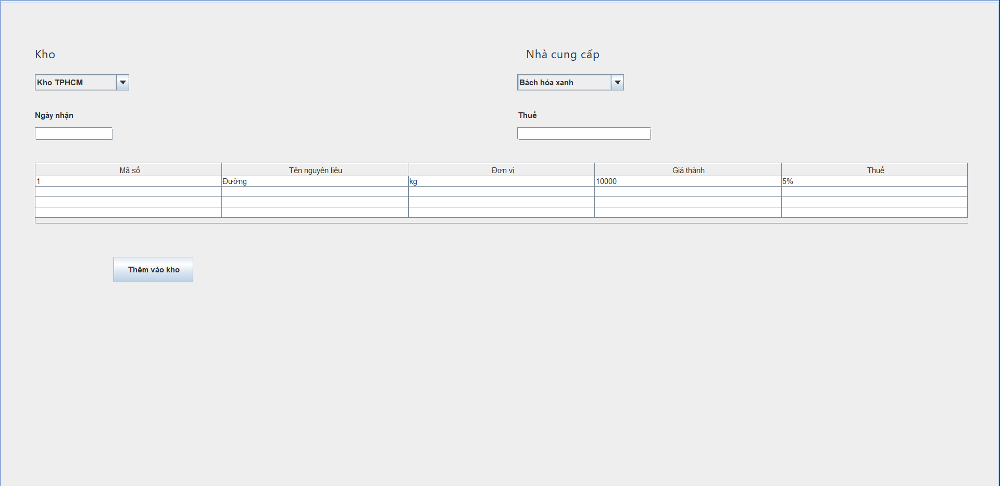 Kho Nhà cung cấp
Kho TPHCM Bách hóa xanh
Ngày nhận Thuế
Mã số Tên nguyên liệu Đơn vị Giá thành Thuế
1 Đường kg 10000 5%
Thêm vào kho